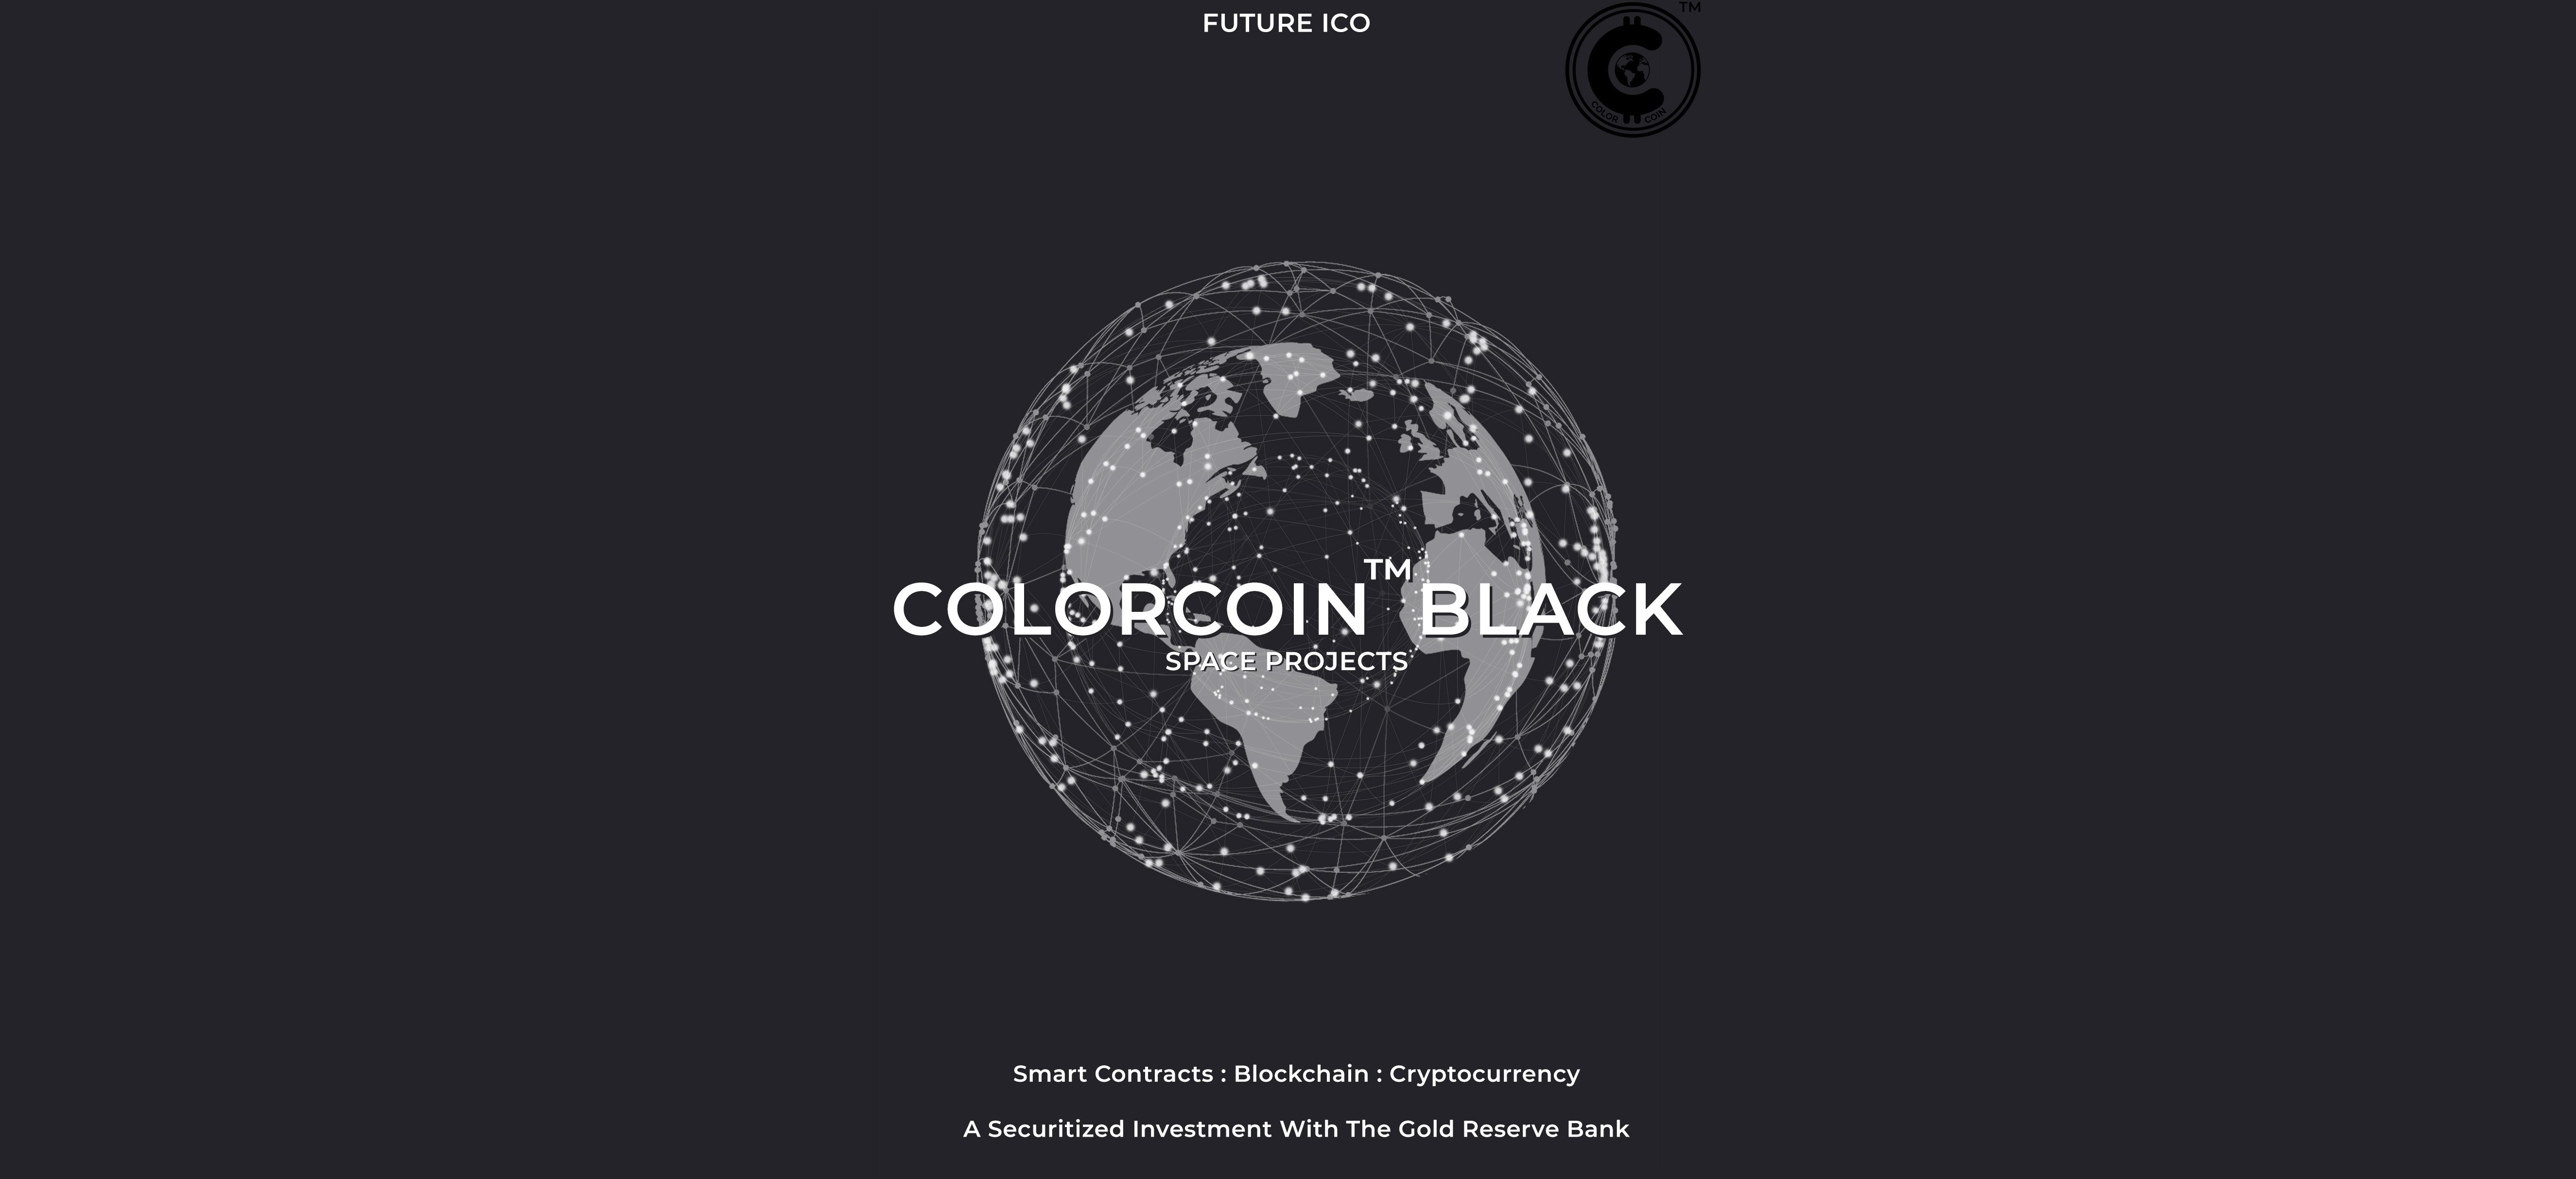 FUTURE ICO
TM
COLOR COIN
COLORCOIN™ BLACK
SPACE PROJECTS
Smart Contracts : Blockchain : Cryptocurrency
A Securitized Investment With The Gold Reserve Bank